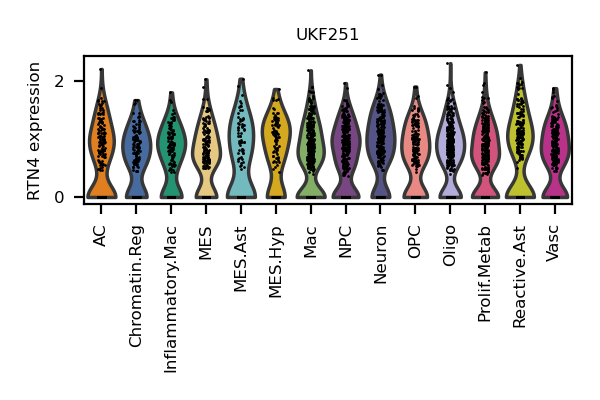 UKF251
RTN4 expression
2
0
AC
Chromatin.Reg
Inflammatory.Mac
MES
MES.Ast
MES.Hyp
Mac
NPC
Neuron
OPC
Oligo
Prolif.Metab
Reactive.Ast
Vasc